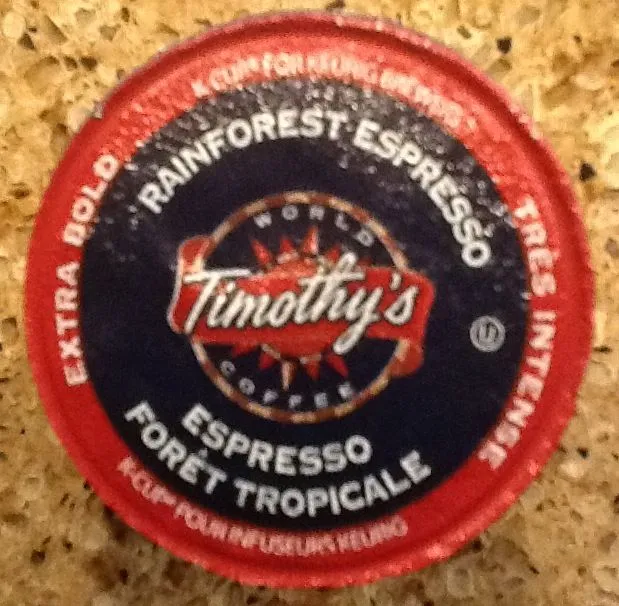 K-CUP® FOR KEURIG BREWERS
EXTRA BOLD
RAINFOREST ESPRESSO
TRÈS INTENSE
WORLD
Timothy's
COFFEE
U
ESPRESSO
FORÊT TROPICALE
K-CUP® POUR INFUSEURS KEURIG